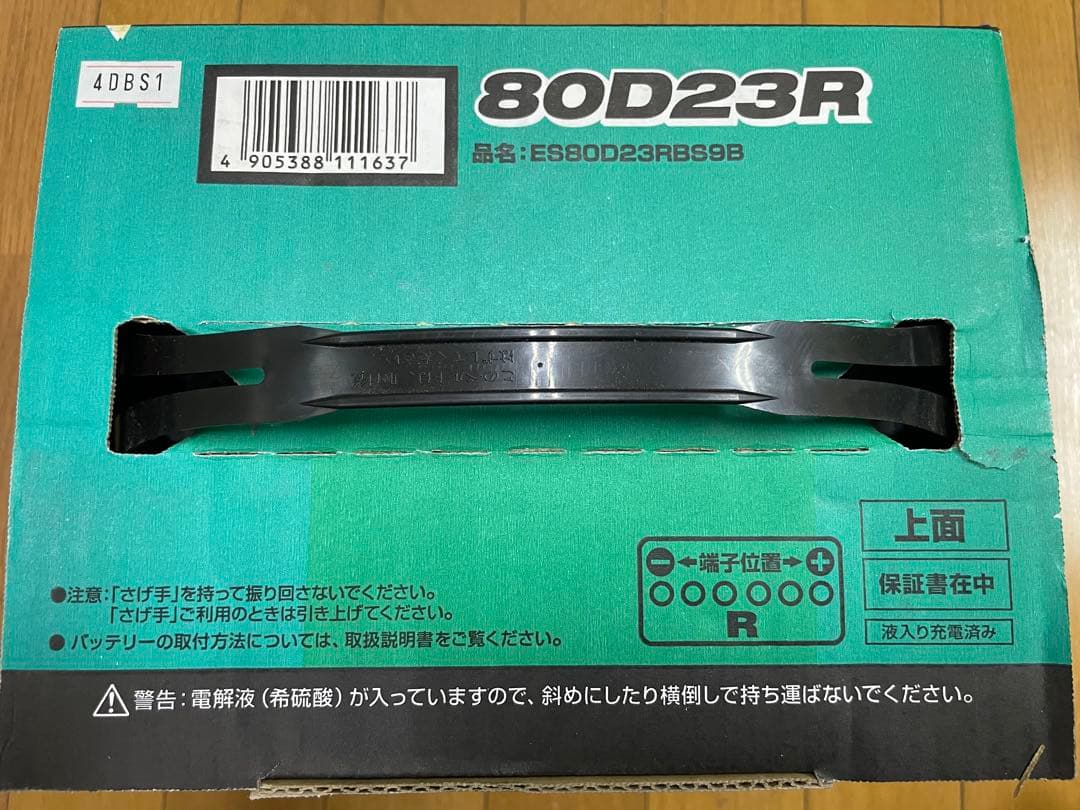 4DBS1
80D23R
4 905388 111637
品名:ES80D23RBS9B
上面
⊖←端子位置→⊕
保証書在中
R
液入り充電済み
●注意:「さげ手」を持って振り回さないでください。
「さげ手」ご利用のときは引き上げてください。
●バッテリーの取付方法については、取扱説明書をご覧ください。
⚠警告:電解液(希硫酸)が入っていますので、斜めにしたり横倒しで持ち運ばないでください。